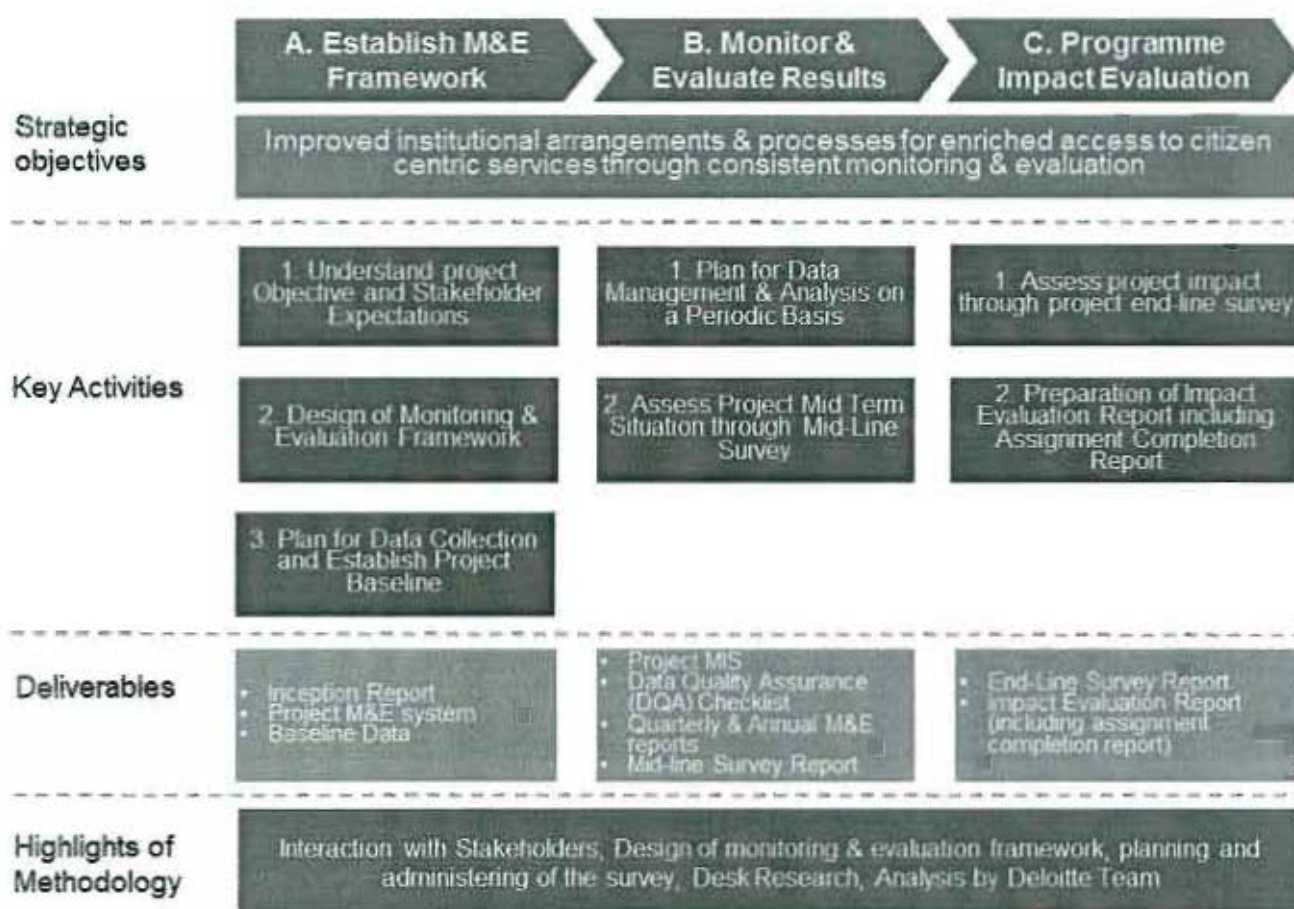 A. Establish M&E
Framework
B. Monitor &
Evaluate Results
C. Programme
Impact Evaluation
Strategic
objectives
Improved institutional arrangements & processes for enriched access to citizen
centric services through consistent monitoring & evaluation
Key Activities
1. Understand project
Objective and Stakeholder
Expectations
1. Plan for Data
Management & Analysis on
a Periodic Basis
1. Assess project impact
through project end-line survey
2. Design of Monitoring &
Evaluation Framework
2. Assess Project Mid Term
Situation through Mid-Line
Survey
2. Preparation of Impact
Evaluation Report including
Assignment Completion
Report
3. Plan for Data Collection
and Establish Project
Baseline
Deliverables
• Inception Report
• Project M&E system
• Baseline Data
• Project MIS
• Data Quality Assurance
(DQA) Checklist
• Quarterly & Annual M&E
reports
• Mid-line Survey Report
• End-Line Survey Report
• Impact Evaluation Report
(including assignment
completion report)
Highlights of
Methodology
Interaction with Stakeholders, Design of monitoring & evaluation framework, planning and
administering of the survey, Desk Research, Analysis by Deloitte Team